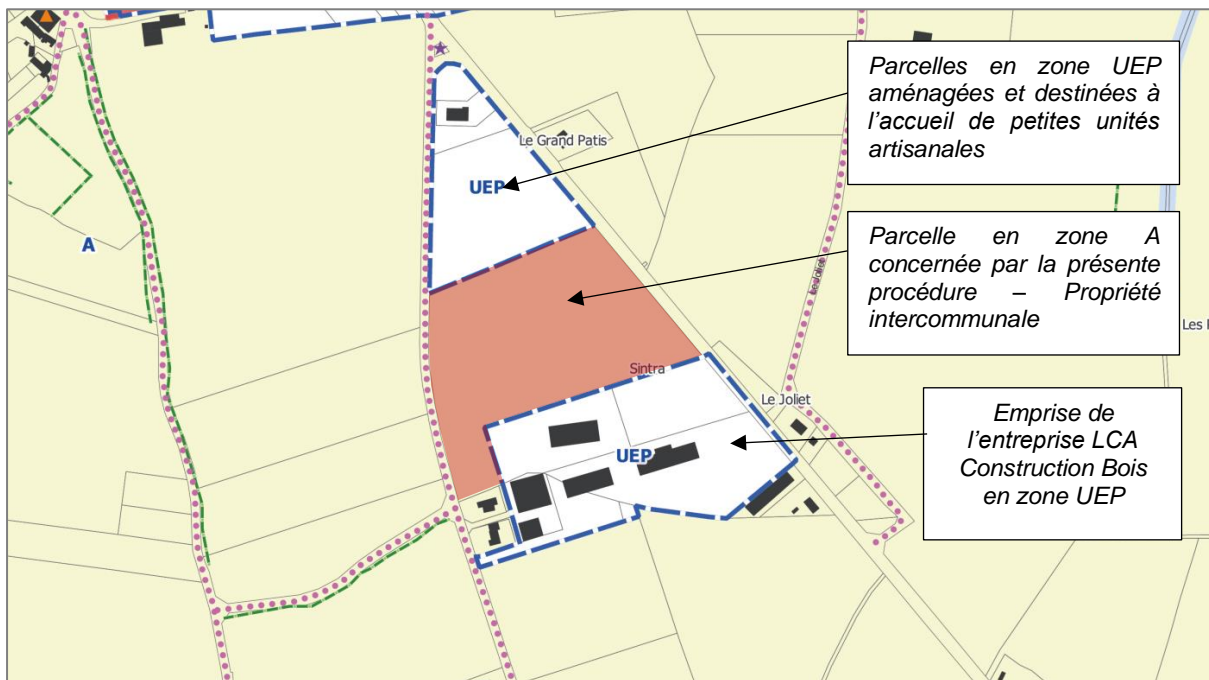 Parcelles en zone UEP
aménagées et destinées à
l'accueil de petites unités
artisanales
Le Grand Patis
UEP
Parcelle en zone A
concernée par la présente
procédure – Propriété
intercommunale
A
Les
Sintra
Le Joliet
UEP
Emprise de
l'entreprise LCA
Construction Bois
en zone UEP